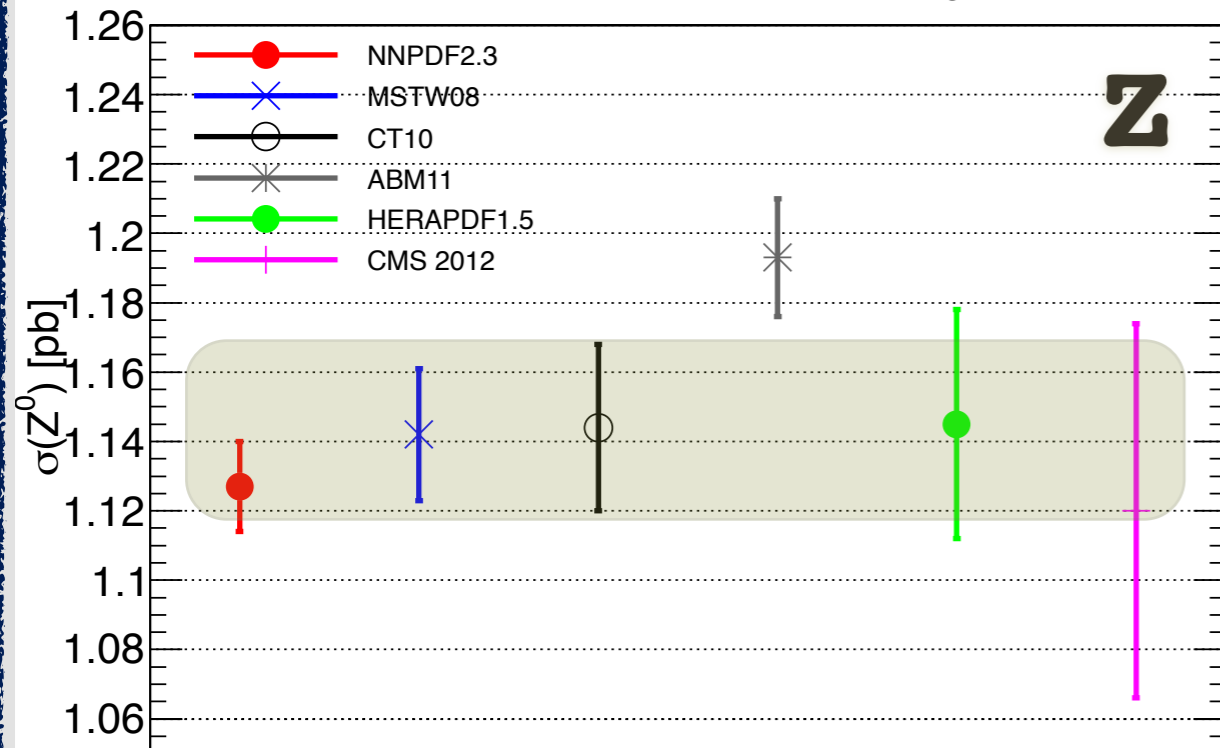 1.26
NNPDF2.3
1.24
MSTW08
Z
CT10
1.22
ABM11
1.2
HERAPDF1.5
CMS 2012
1.18
σ(Z⁰) [pb]
1.16
1.14
1.12
1.1
1.08
1.06